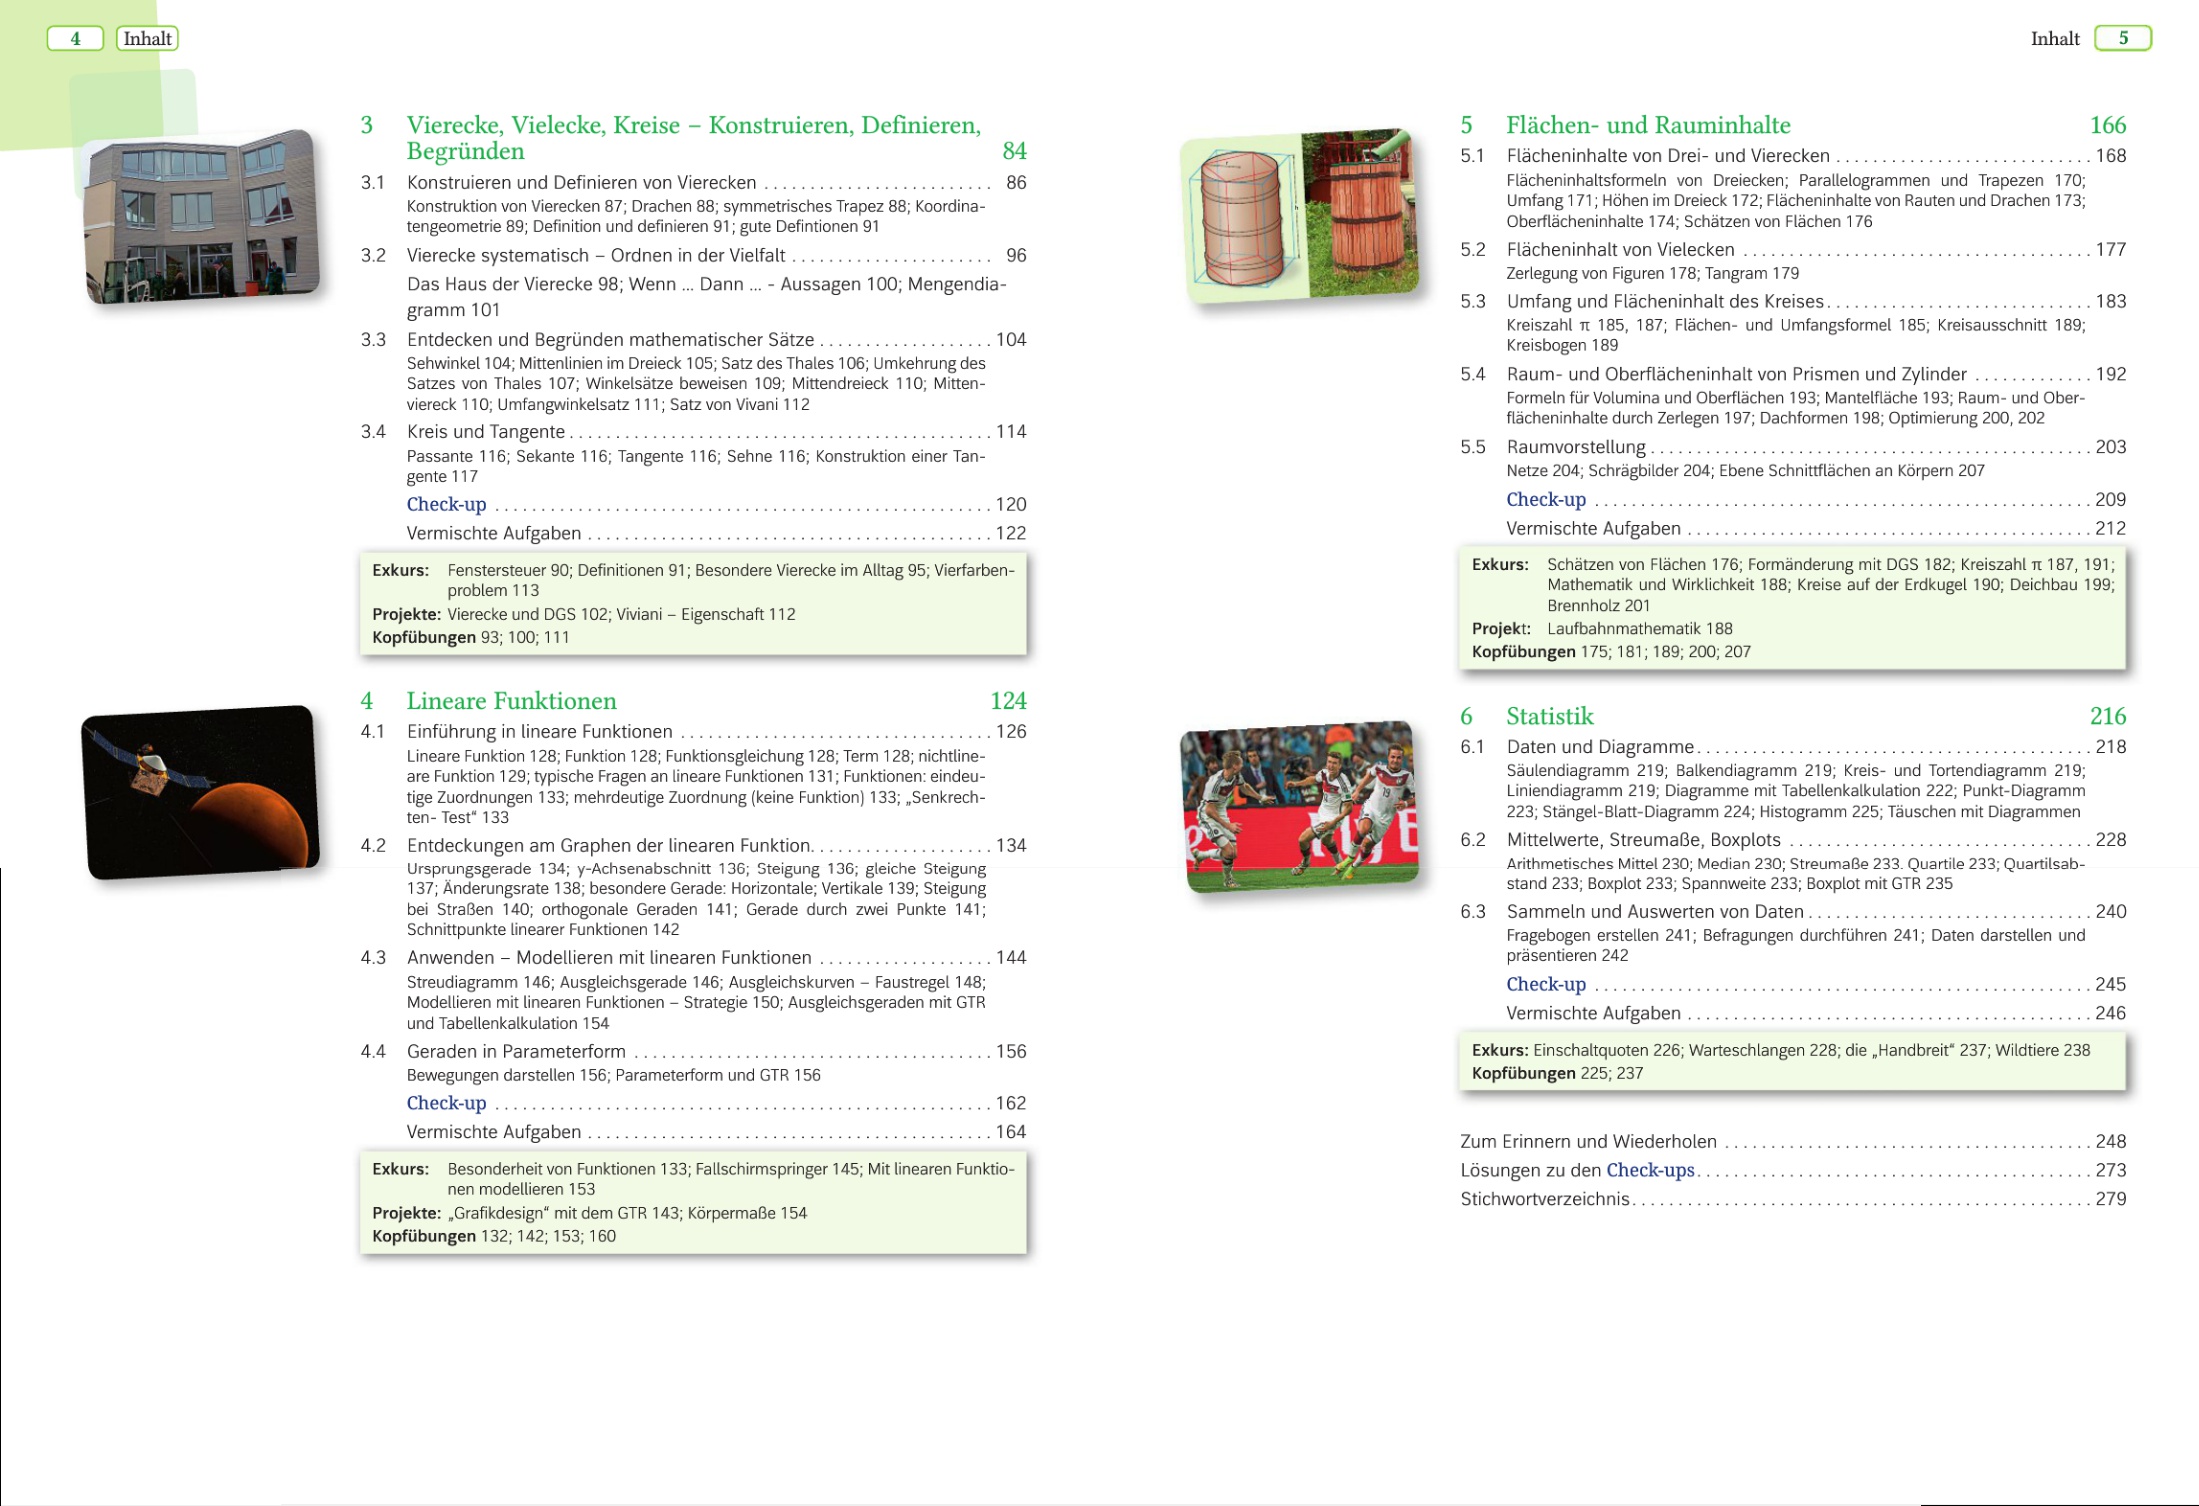 4 Inhalt
3 Vierecke, Vielecke, Kreise – Konstruieren, Definieren,
Begründen 84
3.1 Konstruieren und Definieren von Vierecken ........................ 86
Konstruktion von Vierecken 87; Drachen 88; symmetrisches Trapez 88; Koordina-
tengeometrie 89; Definition und definieren 91; gute Defintionen 91
3.2 Vierecke systematisch – Ordnen in der Vielfalt ..................... 96
Das Haus der Vierecke 98; Wenn ... Dann ... - Aussagen 100; Mengendia-
gramm 101
3.3 Entdecken und Begründen mathematischer Sätze ................... 104
Sehwinkel 104; Mittenlinien im Dreieck 105; Satz des Thales 106; Umkehrung des
Satzes von Thales 107; Winkelsätze beweisen 109; Mittendreieck 110; Mitten-
viereck 110; Umfangwinkelsatz 111; Satz von Vivani 112
3.4 Kreis und Tangente .............................................. 114
Passante 116; Sekante 116; Tangente 116; Sehne 116; Konstruktion einer Tan-
gente 117
Check-up ...................................................... 120
Vermischte Aufgaben ............................................ 122
Exkurs: Fenstersteuer 90; Definitionen 91; Besondere Vierecke im Alltag 95; Vierfarben-
problem 113
Projekte: Vierecke und DGS 102; Viviani – Eigenschaft 112
Kopfübungen 93; 100; 111
4 Lineare Funktionen 124
4.1 Einführung in lineare Funktionen .................................. 126
Lineare Funktion 128; Funktion 128; Funktionsgleichung 128; Term 128; nichtline-
are Funktion 129; typische Fragen an lineare Funktionen 131; Funktionen: eindeu-
tige Zuordnungen 133; mehrdeutige Zuordnung (keine Funktion) 133; „Senkrech-
ten- Test“ 133
4.2 Entdeckungen am Graphen der linearen Funktion. ................... 134
Ursprungsgerade 134; y-Achsenabschnitt 136; Steigung 136; gleiche Steigung
137; Änderungsrate 138; besondere Gerade: Horizontale; Vertikale 139; Steigung
bei Straßen 140; orthogonale Geraden 141; Gerade durch zwei Punkte 141;
Schnittpunkte linearer Funktionen 142
4.3 Anwenden – Modellieren mit linearen Funktionen ................... 144
Streudiagramm 146; Ausgleichsgerade 146; Ausgleichskurven – Faustregel 148;
Modellieren mit linearen Funktionen – Strategie 150; Ausgleichsgeraden mit GTR
und Tabellenkalkulation 154
4.4 Geraden in Parameterform ....................................... 156
Bewegungen darstellen 156; Parameterform und GTR 156
Check-up ...................................................... 162
Vermischte Aufgaben ............................................ 164
Exkurs: Besonderheit von Funktionen 133; Fallschirmspringer 145; Mit linearen Funktio-
nen modellieren 153
Projekte: „Grafikdesign“ mit dem GTR 143; Körpermaße 154
Kopfübungen 132; 142; 153; 160
Inhalt 5
5 Flächen- und Rauminhalte 166
5.1 Flächeninhalte von Drei- und Vierecken ............................ 168
Flächeninhaltsformeln von Dreiecken; Parallelogrammen und Trapezen 170;
Umfang 171; Höhen im Dreieck 172; Flächeninhalte von Rauten und Drachen 173;
Oberflächeninhalte 174; Schätzen von Flächen 176
5.2 Flächeninhalt von Vielecken ...................................... 177
Zerlegung von Figuren 178; Tangram 179
5.3 Umfang und Flächeninhalt des Kreises ............................. 183
Kreiszahl π 185, 187; Flächen- und Umfangsformel 185; Kreisausschnitt 189;
Kreisbogen 189
5.4 Raum- und Oberflächeninhalt von Prismen und Zylinder ............. 192
Formeln für Volumina und Oberflächen 193; Mantelfläche 193; Raum- und Ober-
flächeninhalte durch Zerlegen 197; Dachformen 198; Optimierung 200, 202
5.5 Raumvorstellung ................................................ 203
Netze 204; Schrägbilder 204; Ebene Schnittflächen an Körpern 207
Check-up ...................................................... 209
Vermischte Aufgaben ............................................ 212
Exkurs: Schätzen von Flächen 176; Formänderung mit DGS 182; Kreiszahl π 187, 191;
Mathematik und Wirklichkeit 188; Kreise auf der Erdkugel 190; Deichbau 199;
Brennholz 201
Projekt: Laufbahnmathematik 188
Kopfübungen 175; 181; 189; 200; 207
6 Statistik 216
6.1 Daten und Diagramme ........................................... 218
Säulendiagramm 219; Balkendiagramm 219; Kreis- und Tortendiagramm 219;
Liniendiagramm 219; Diagramme mit Tabellenkalkulation 222; Punkt-Diagramm
223; Stängel-Blatt-Diagramm 224; Histogramm 225; Täuschen mit Diagrammen
6.2 Mittelwerte, Streumaße, Boxplots ................................. 228
Arithmetisches Mittel 230; Median 230; Streumaße 233. Quartile 233; Quartilsab-
stand 233; Boxplot 233; Spannweite 233; Boxplot mit GTR 235
6.3 Sammeln und Auswerten von Daten ............................... 240
Fragebogen erstellen 241; Befragungen durchführen 241; Daten darstellen und
präsentieren 242
Check-up ...................................................... 245
Vermischte Aufgaben ............................................ 246
Exkurs: Einschaltquoten 226; Warteschlangen 228; die „Handbreit“ 237; Wildtiere 238
Kopfübungen 225; 237
Zum Erinnern und Wiederholen ........................................ 248
Lösungen zu den Check-ups ........................................... 273
Stichwortverzeichnis .................................................. 279